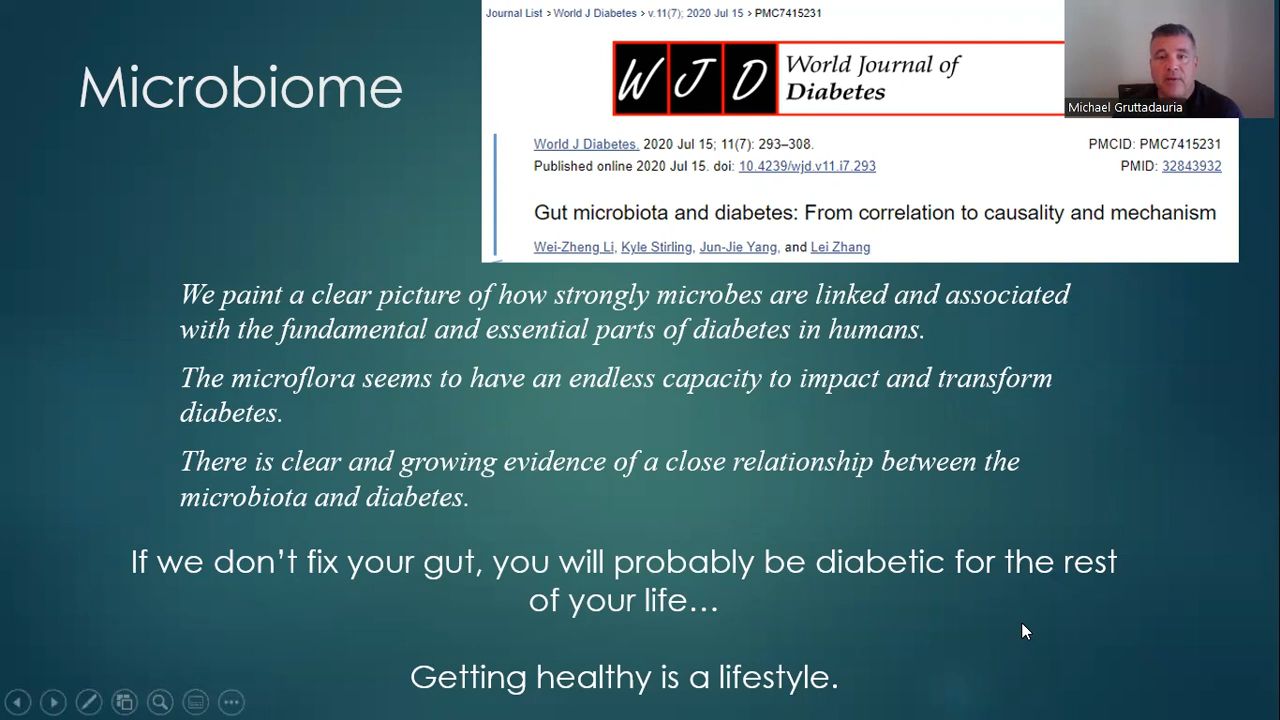 Microbiome
Journal List > World J Diabetes > v.11(7); 2020 Jul 15 > PMC7415231
WJD
World Journal of
Diabetes
Michael Gruttadauria
World J Diabetes. 2020 Jul 15; 11(7): 293–308.
PMCID: PMC7415231
Published online 2020 Jul 15. doi: 10.4239/wjd.v11.i7.293
PMID: 32843932
Gut microbiota and diabetes: From correlation to causality and mechanism
Wei-Zheng Li, Kyle Stirling, Jun-Jie Yang, and Lei Zhang
We paint a clear picture of how strongly microbes are linked and associated
with the fundamental and essential parts of diabetes in humans.
The microflora seems to have an endless capacity to impact and transform
diabetes.
There is clear and growing evidence of a close relationship between the
microbiota and diabetes.
If we don’t fix your gut, you will probably be diabetic for the rest
of your life…
Getting healthy is a lifestyle.